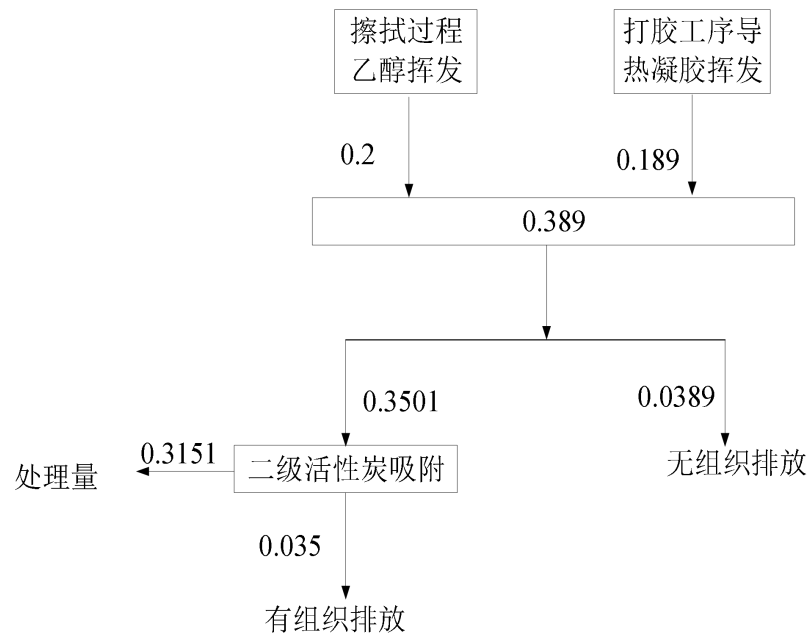 擦拭过程
乙醇挥发
打胶工序导
热凝胶挥发
0.2
0.189
0.389
0.3501
0.0389
0.3151
处理量
二级活性炭吸附
无组织排放
0.035
有组织排放